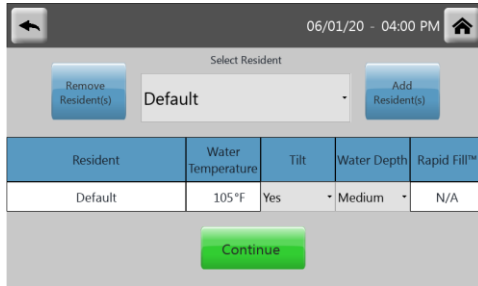 06/01/20 - 04:00 PM
Select Resident
Remove
Resident(s)
Default
Add
Resident(s)
Resident
Water
Temperature
Tilt
Water Depth
Rapid Fill™
Default
105°F
Yes
Medium
N/A
Continue